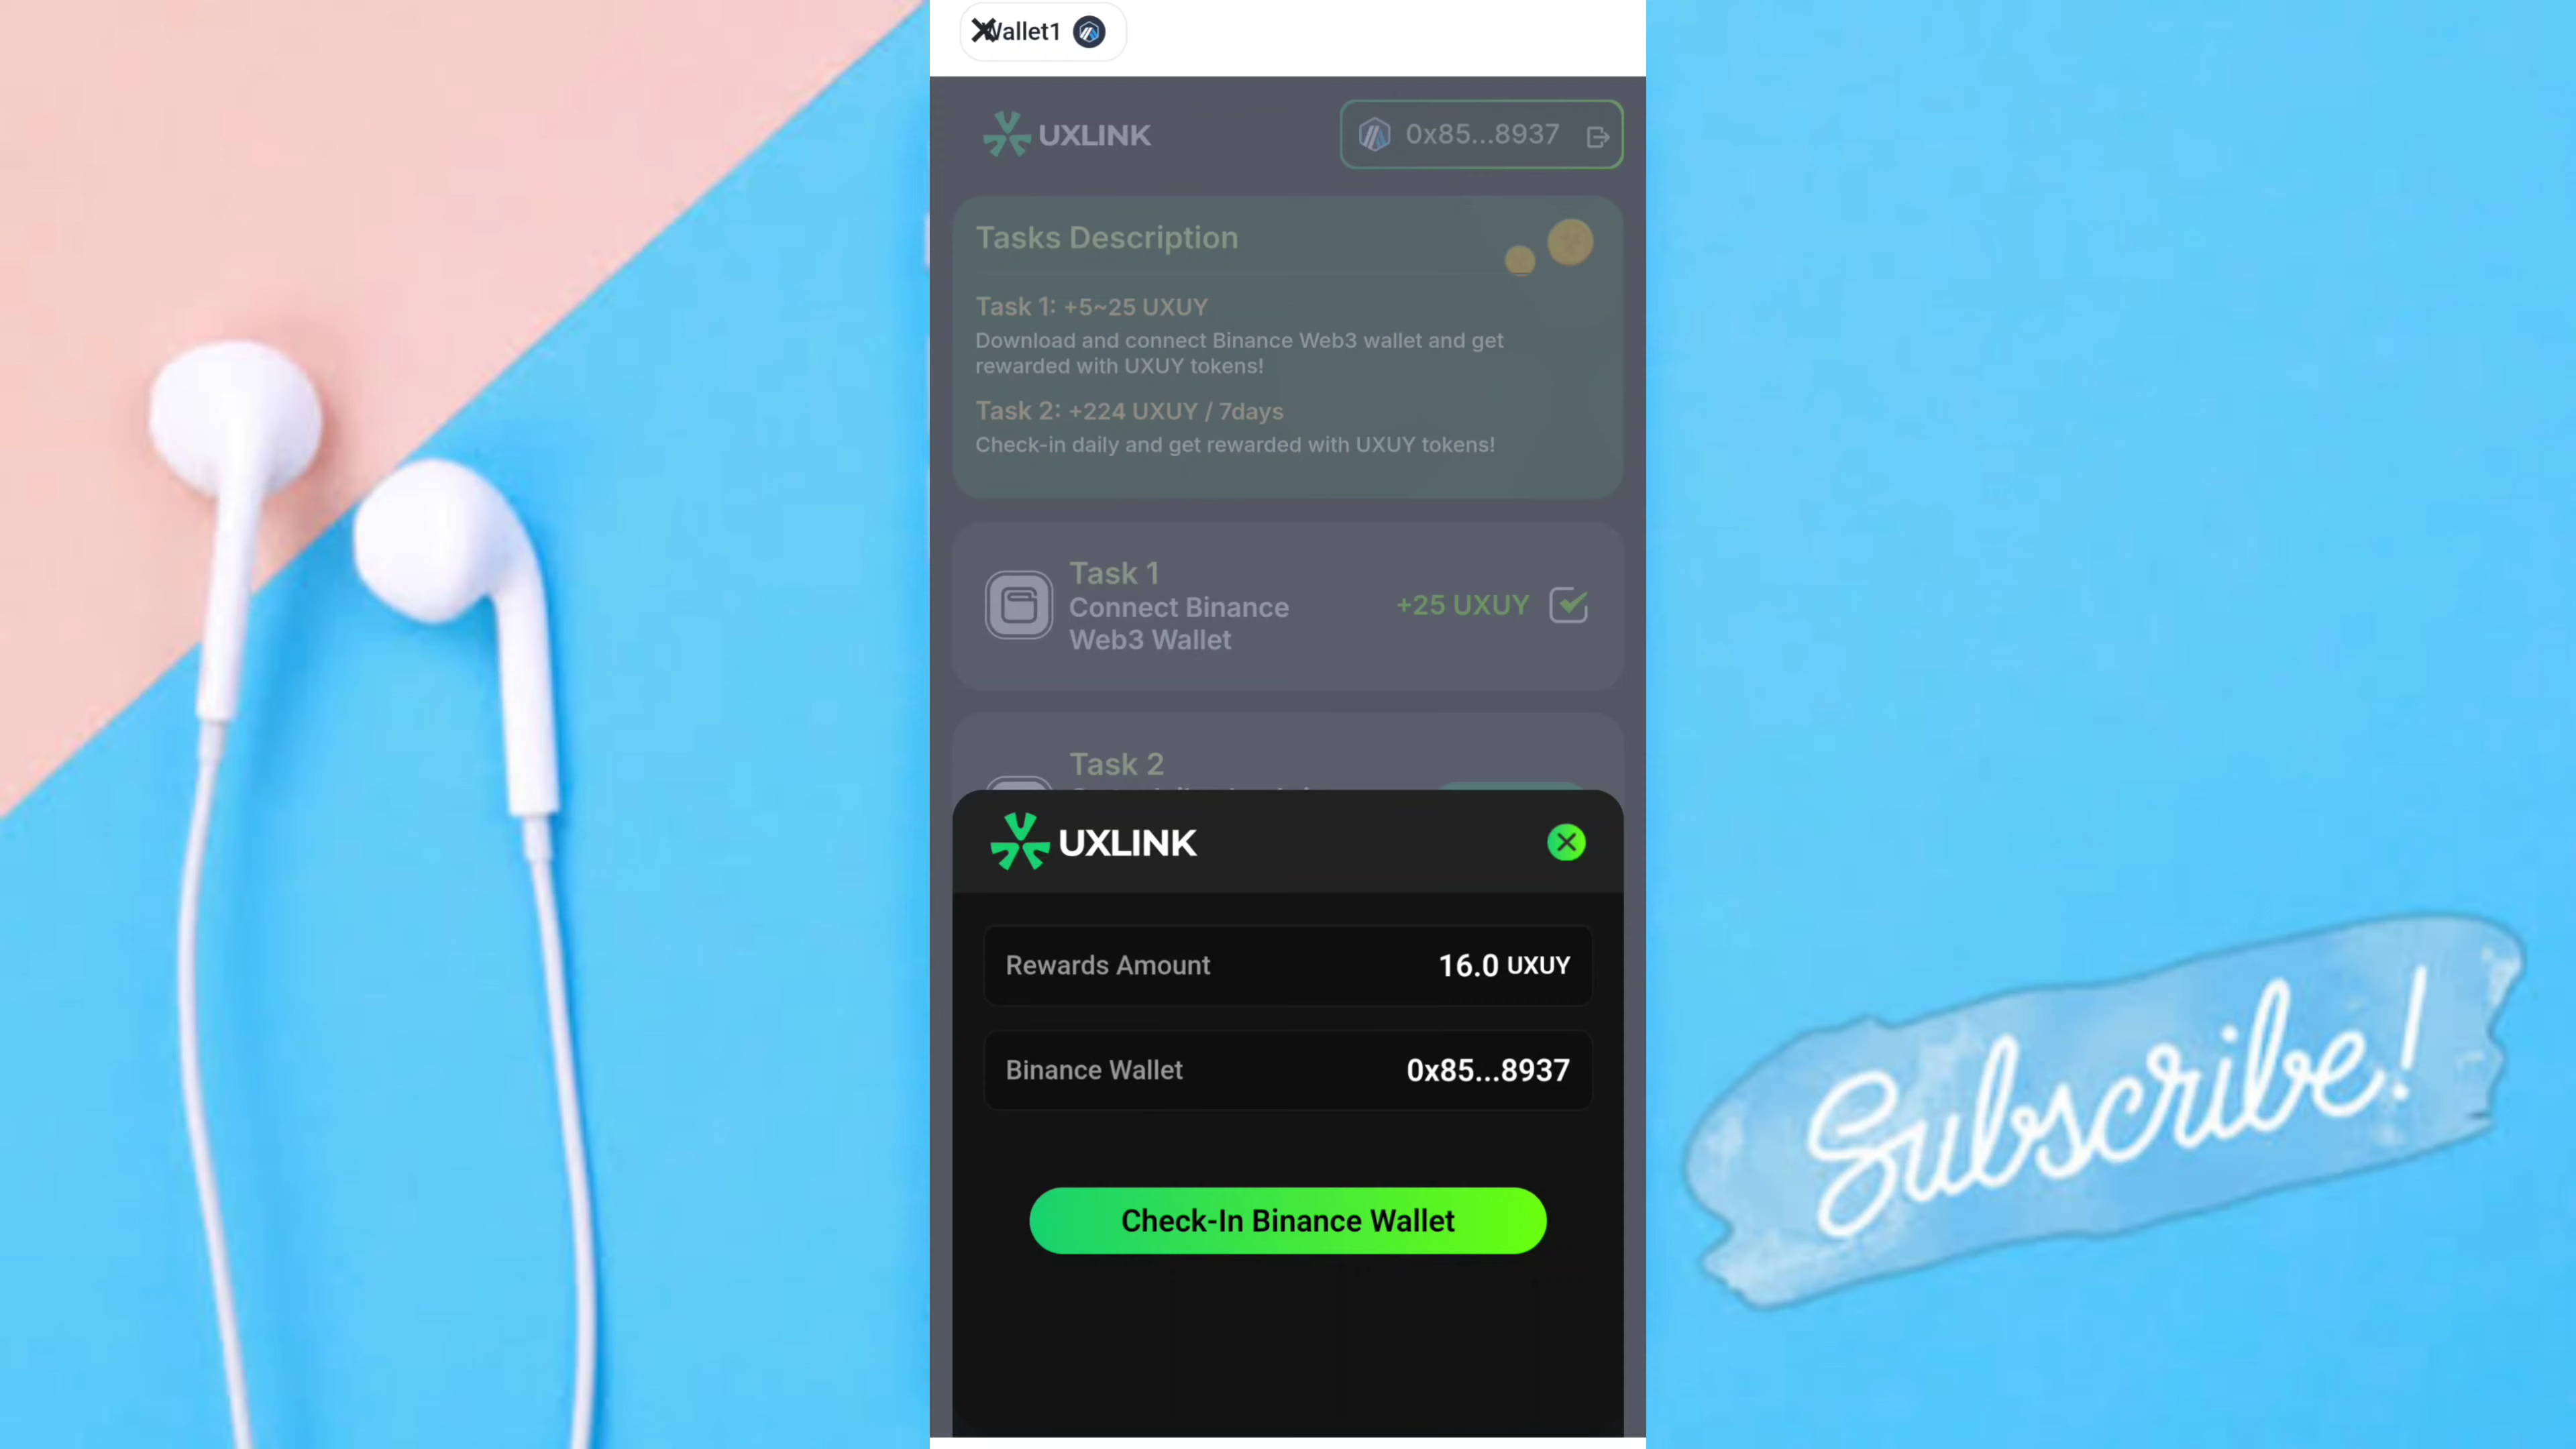 Wallet1
UXLINK
0x85...8937
Tasks Description
Task 1: +5~25 UXUY
Download and connect Binance Web3 wallet and get
rewarded with UXUY tokens!
Task 2: +224 UXUY / 7days
Check-in daily and get rewarded with UXUY tokens!
Task 1
Connect Binance
Web3 Wallet
+25 UXUY
Task 2
UXLINK
Rewards Amount
16.0 UXUY
Binance Wallet
0x85...8937
Check-In Binance Wallet
Subscribe!